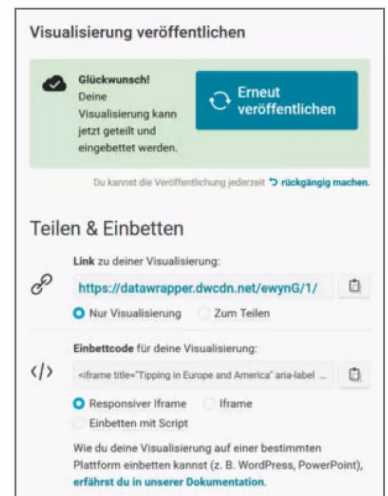 Visualisierung veröffentlichen
Glückwunsch!
Deine
Visualisierung kann
jetzt geteilt und
eingebettet werden.
Erneut
veröffentlichen
Du kannst die Veröffentlichung jederzeit rückgängig machen.
Teilen & Einbetten
Link zu deiner Visualisierung:
https://datawrapper.dwcdn.net/ewynG/1/
Nur Visualisierung Zum Teilen
Einbettcode für deine Visualisierung:
</>
<iframe title="Tipping in Europe and America" aria-label ...
Responsiver Iframe Iframe
Einbetten mit Script
Wie du deine Visualisierung auf einer bestimmten
Plattform einbetten kannst (z. B. WordPress, PowerPoint),
erfährst du in unserer Dokumentation.